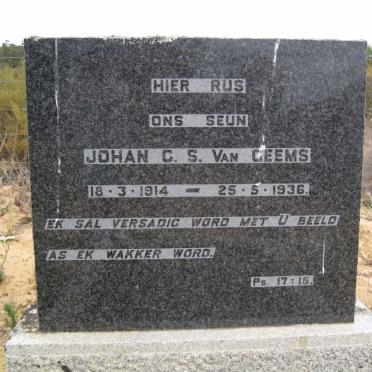 HIER RUS
ONS SEUN
JOHAN C. S. VAN GEEMS
18-3-1914 — 25-5-1936.
EK SAL VERSADIG WORD MET U BEELD
AS EK WAKKER WORD.
PS. 17:15.